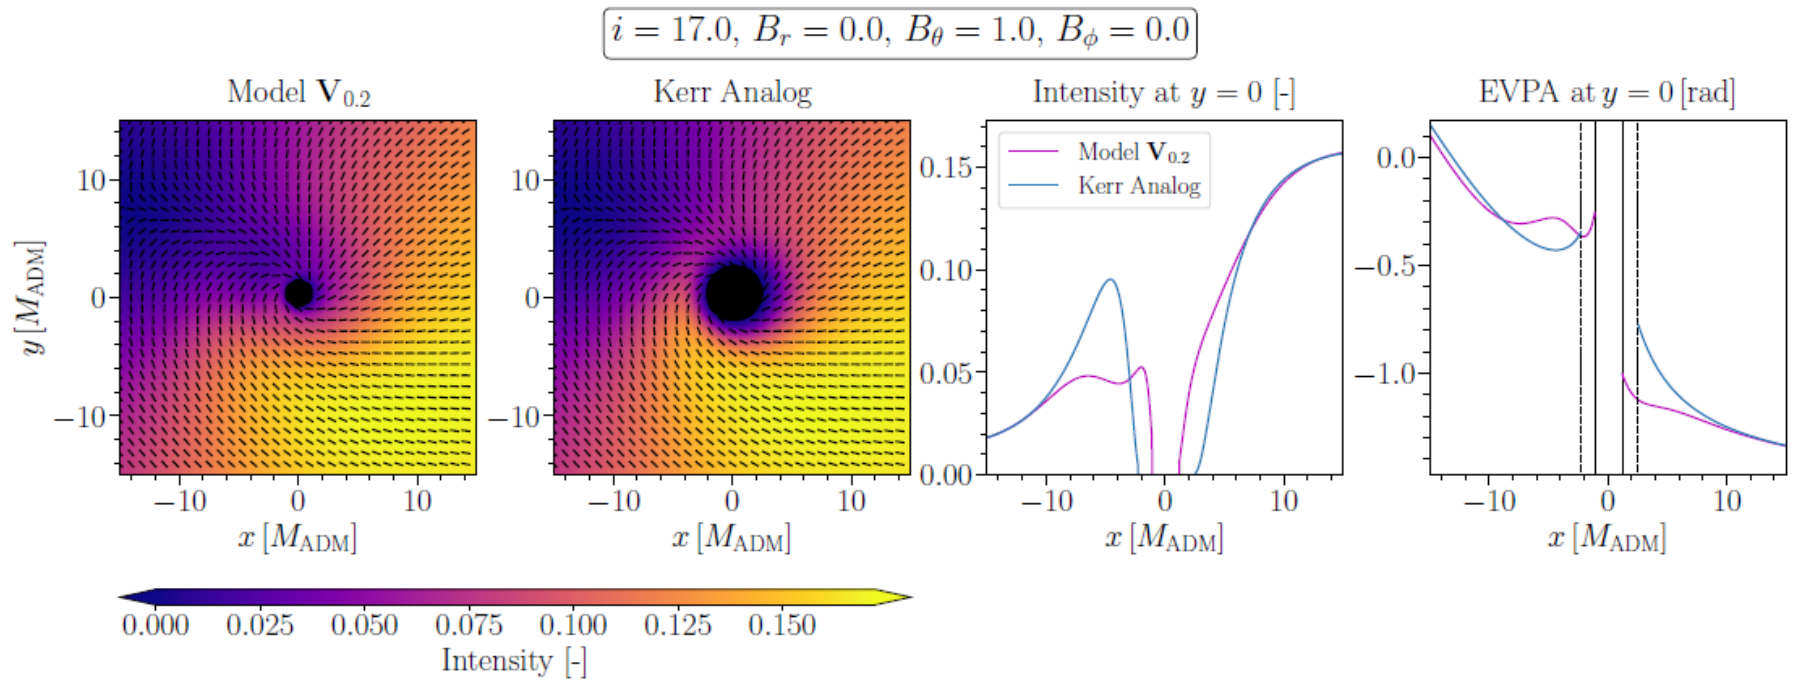 i = 17.0, B_r = 0.0, B_θ = 1.0, B_ϕ = 0.0
Model V_0.2
Kerr Analog
Intensity at y = 0 [-]
EVPA at y = 0 [rad]
10
0
−10
y [M_ADM]
−10 0 10
x [M_ADM]
10
0
−10
−10 0 10
x [M_ADM]
Model V_0.2
Kerr Analog
0.15
0.10
0.05
0.00
−10 0 10
x [M_ADM]
0.0
−0.5
−1.0
−10 0 10
x [M_ADM]
0.000 0.025 0.050 0.075 0.100 0.125 0.150
Intensity [-]